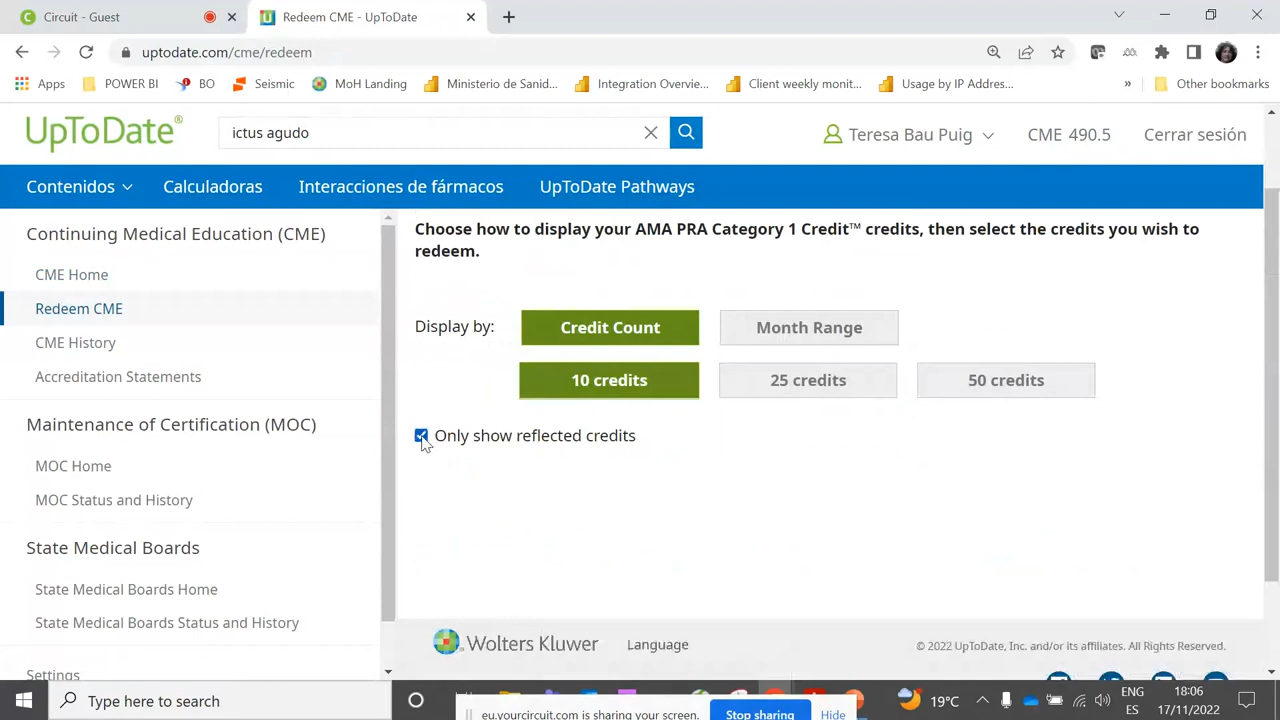 Circuit - Guest
Redeem CME - UpToDate
uptodate.com/cme/redeem
Apps
POWER BI
BO
Seismic
MoH Landing
Ministerio de Sanid...
Integration Overvie...
Client weekly monit...
Usage by IP Addres...
»
Other bookmarks
UpToDate®
ictus agudo
Teresa Bau Puig
CME 490.5
Cerrar sesión
Contenidos
Calculadoras
Interacciones de fármacos
UpToDate Pathways
Continuing Medical Education (CME)
CME Home
Redeem CME
CME History
Accreditation Statements
Maintenance of Certification (MOC)
MOC Home
MOC Status and History
State Medical Boards
State Medical Boards Home
State Medical Boards Status and History
Settings
Choose how to display your AMA PRA Category 1 Credit™ credits, then select the credits you wish to
redeem.
Display by:
Credit Count
Month Range
10 credits
25 credits
50 credits
Only show reflected credits
Wolters Kluwer
Language
© 2022 UpToDate, Inc. and/or its affiliates. All Rights Reserved.
Type here to search
eu.yourcircuit.com is sharing your screen.
Stop sharing
Hide
19°C
ENG
ES
18:06
17/11/2022